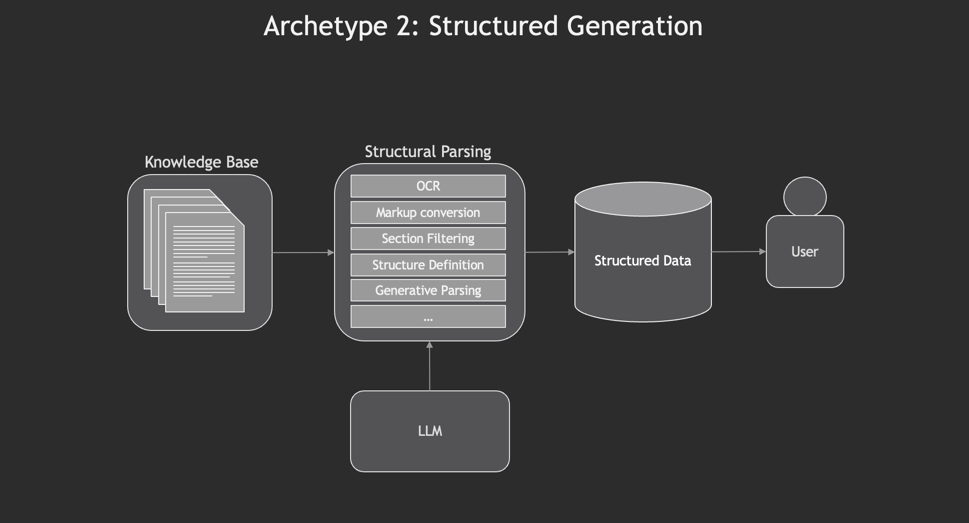 Archetype 2: Structured Generation
Knowledge Base
Structural Parsing
OCR
Markup conversion
Section Filtering
Structure Definition
Generative Parsing
...
Structured Data
User
LLM